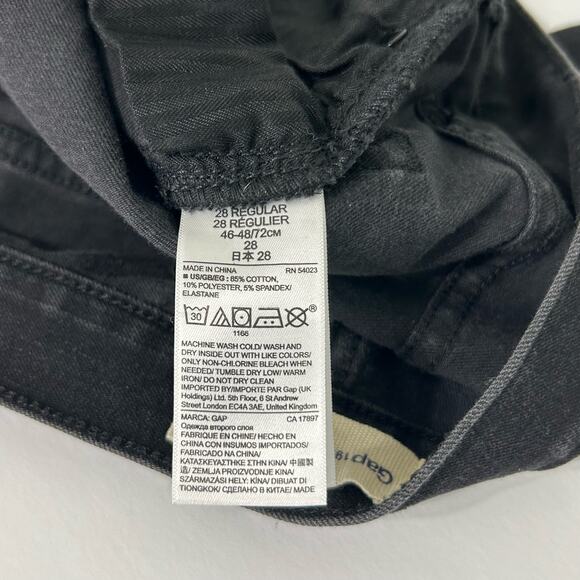 28 REGULAR
28 RÉGULIER
46-48/72CM
28
日本 28
MADE IN CHINA RN 54023
■ US/GB/EG : 85% COTTON,
10% POLYESTER, 5% SPANDEX/
ELASTANE
30
1166
MACHINE WASH COLD/ WASH AND
DRY INSIDE OUT WITH LIKE COLORS/
ONLY NON-CHLORINE BLEACH WHEN
NEEDED/ TUMBLE DRY LOW/ WARM
IRON/ DO NOT DRY CLEAN
IMPORTED BY/IMPORTE PAR Gap (UK
Holdings) Ltd. 5th Floor, 6 St.Andrew
Street London EC4A 3AE, United Kingdom
MARCA: GAP CA 17897
Одежда второго слоя
FABRIQUE EN CHINE/ HECHO EN
CHINA CON INSUMOS IMPORTADOS/
FABRICADO NA CHINA/
ΚΑΤΑΣΚΕΥΑΣΤΗΚΕ ΣΤΗΝ ΚΙΝΑ/ 中國製
造/ ZEMLJA PROIZVODNJE KINA/
SZÁRMAZÁSI HELY: KÍNA/ DIBUAT DI
TIONGKOK/ СДЕЛАНО В КИТАЕ/ MADE
Gap 19